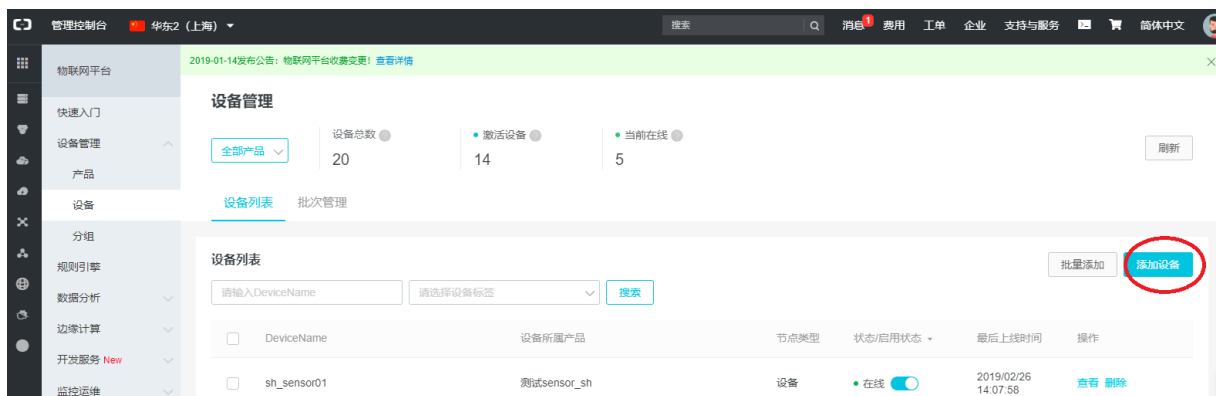 管理控制台 华东2（上海） 搜索 消息 1 费用 工单 企业 支持与服务 简体中文
物联网平台
快速入门
设备管理
产品
设备
分组
规则引擎
数据分析
边缘计算
开发服务 New
监控运维
2019-01-14发布公告：物联网平台收费变更！查看详情
设备管理
全部产品
设备总数
20
激活设备
14
当前在线
5
刷新
设备列表 批次管理
设备列表
批量添加 添加设备
请输入DeviceName 请选择设备标签 搜索
DeviceName 设备所属产品 节点类型 状态/启用状态 最后上线时间 操作
sh_sensor01 测试sensor_sh 设备 在线 2019/02/26 14:07:58 查看 删除